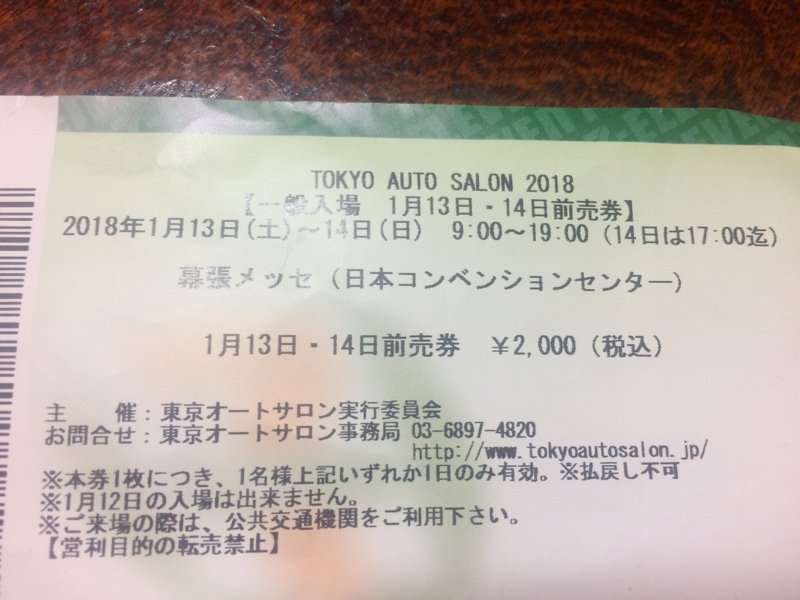 TOKYO AUTO SALON 2018
【一般入場 1月13日・14日前売券】
2018年1月13日(土)～14日(日) 9:00～19:00 (14日は17:00迄)
幕張メッセ (日本コンベンションセンター)
1月13日・14日前売券 ￥2,000 (税込)
主 催：東京オートサロン実行委員会
お問合せ：東京オートサロン事務局 03-6897-4820
http://www.tokyoautosalon.jp/
※本券1枚につき、1名様上記いずれか1日のみ有効。※払戻し不可
※1月12日の入場は出来ません。
※ご来場の際は、公共交通機関をご利用下さい。
【営利目的の転売禁止】